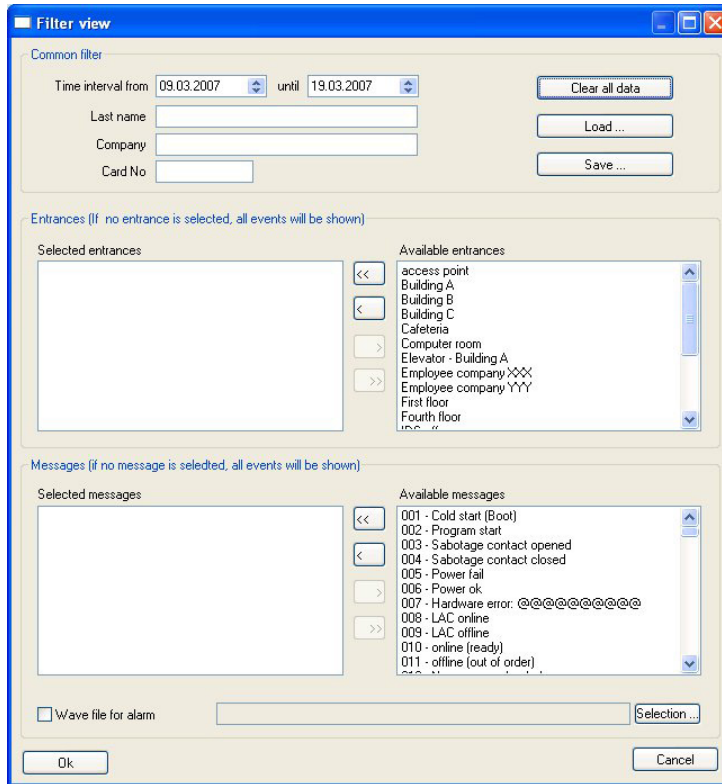 Filter view
Common filter
Time interval from 09.03.2007 until 19.03.2007
Clear all data
Last name
Load ...
Company
Card No
Save ...
Entrances (If no entrance is selected, all events will be shown)
Selected entrances
Available entrances
<<
<
>
>>
access point
Building A
Building B
Building C
Cafeteria
Computer room
Elevator - Building A
Employee company XXX
Employee company YYY
First floor
Fourth floor
Messages (if no message is seledted, all events will be shown)
Selected messages
Available messages
<<
<
>
>>
001 - Cold start (Boot)
002 - Program start
003 - Sabotage contact opened
004 - Sabotage contact closed
005 - Power fail
006 - Power ok
007 - Hardware error: @@@@@@@@@@
008 - LAC online
009 - LAC offline
010 - online (ready)
011 - offline (out of order)
Wave file for alarm
Selection ...
Ok
Cancel